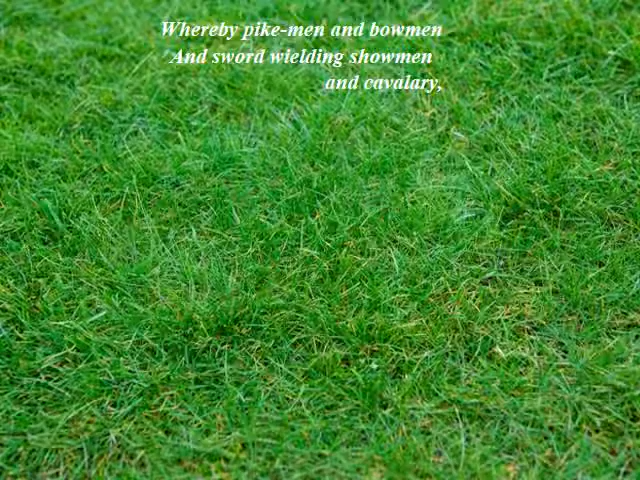 Whereby pike-men and bowmen
And sword wielding showmen
and cavalary,